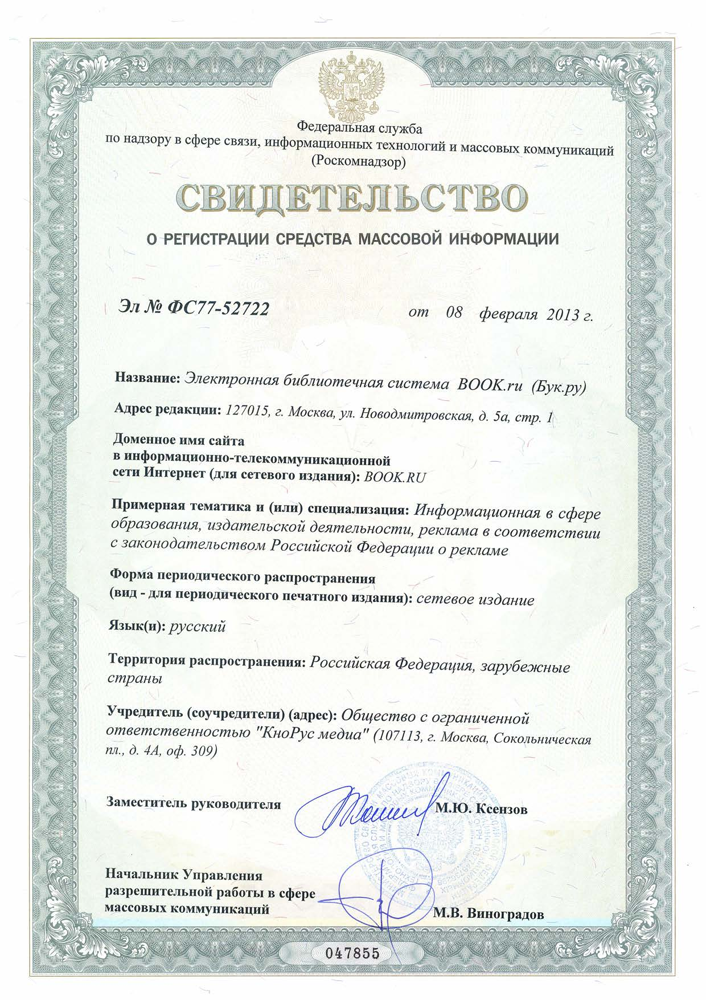 Федеральная служба
по надзору в сфере связи, информационных технологий и массовых коммуникаций
(Роскомнадзор)
СВИДЕТЕЛЬСТВО
О РЕГИСТРАЦИИ СРЕДСТВА МАССОВОЙ ИНФОРМАЦИИ
Эл № ФС77-52722 от 08 февраля 2013 г.
Название: Электронная библиотечная система BOOK.ru (Бук.ру)
Адрес редакции: 127015, г. Москва, ул. Новодмитровская, д. 5а, стр. 1
Доменное имя сайта
в информационно-телекоммуникационной
сети Интернет (для сетевого издания): BOOK.RU
Примерная тематика и (или) специализация: Информационная в сфере
образования, издательской деятельности, реклама в соответствии
с законодательством Российской Федерации о рекламе
Форма периодического распространения
(вид - для периодического печатного издания): сетевое издание
Язык(и): русский
Территория распространения: Российская Федерация, зарубежные
страны
Учредитель (соучредители) (адрес): Общество с ограниченной
ответственностью "КноРус медиа" (107113, г. Москва, Сокольническая
пл., д. 4А, оф. 309)
Заместитель руководителя М.Ю. Ксензов
Начальник Управления
разрешительной работы в сфере
массовых коммуникаций М.В. Виноградов
047855